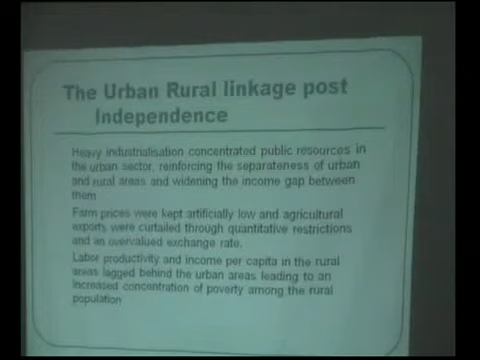 The Urban Rural linkage post
Independence
Heavy industrialisation concentrated public resources in
the urban sector, reinforcing the separateness of urban
and rural areas and widening the income gap between
them
Farm prices were kept artificially low and agricultural
exports were curtailed through quantitative restrictions
and an overvalued exchange rate.
Labor productivity and income per capita in the rural
areas lagged behind the urban areas leading to an
increased concentration of poverty among the rural
population